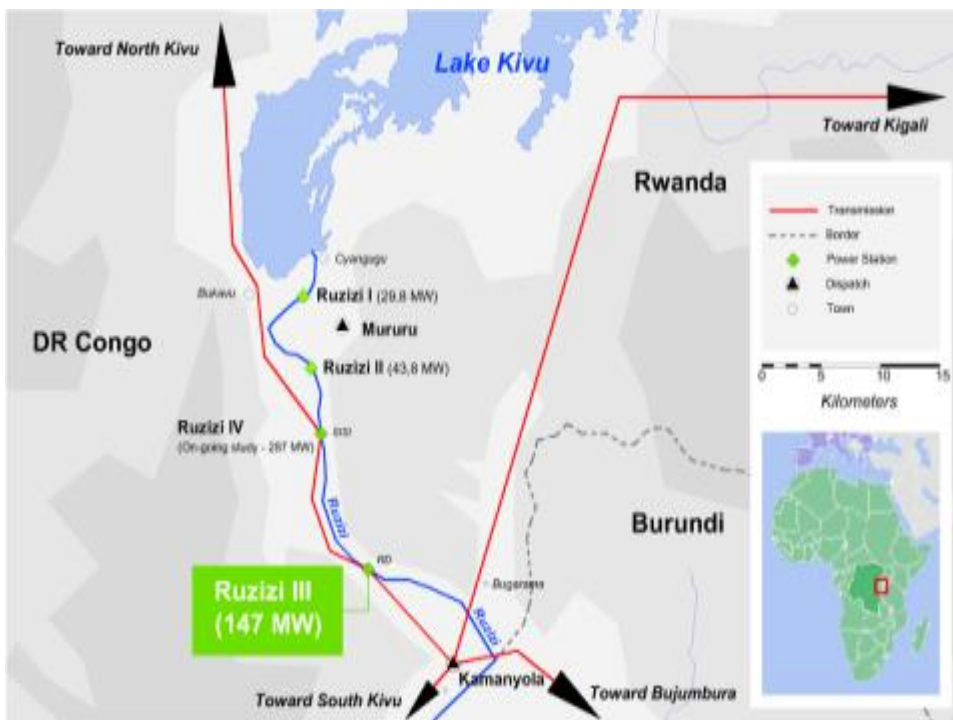 Toward North Kivu
Lake Kivu
Toward Kigali
Rwanda
Transmission
Border
Power Station
Dispatch
Town
Cyangugu
Bukavu
Ruzizi I (29.8 MW)
Mururu
DR Congo
Ruzizi II (43,8 MW)
0 5 10 15
Kilometers
Ruzizi IV
(On-going study - 287 MW)
Ruzizi
Burundi
Ruzizi III
(147 MW)
Bugarama
Ruzizi
Kamanyola
Toward South Kivu
Toward Bujumbura